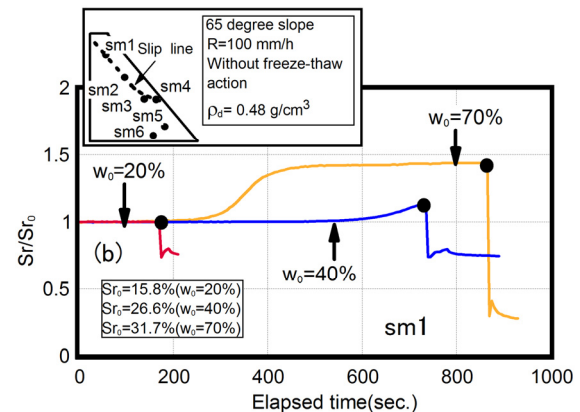 (b)
sm1
Slip line
sm2
sm4
sm3
sm5
sm6
65 degree slope
R=100 mm/h
Without freeze-thaw
action
ρd= 0.48 g/cm³
2
1.5
1
0.5
0
Sr/Sr₀
w₀=20%
w₀=70%
w₀=40%
(b)
Sr₀=15.8%(w₀=20%)
Sr₀=26.6%(w₀=40%)
Sr₀=31.7%(w₀=70%)
sm1
0 200 400 600 800 1000
Elapsed time(sec.)